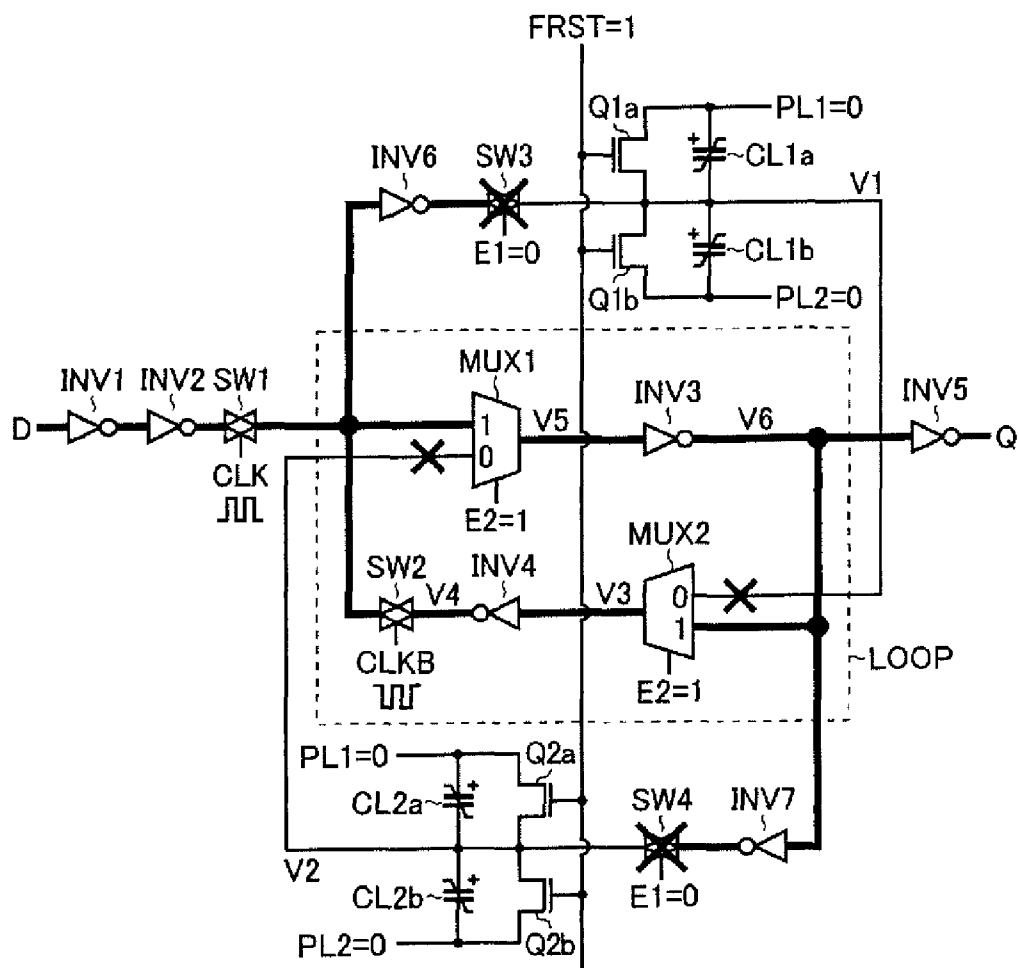 FRST=1
Q1a
PL1=0
CL1a
INV6
SW3
V1
E1=0
CL1b
Q1b
PL2=0
MUX1
INV1
INV2
SW1
INV3
INV5
D
1
V5
V6
Q
0
CLK
E2=1
MUX2
SW2
INV4
V4
V3
0
1
CLKB
LOOP
E2=1
PL1=0
Q2a
CL2a
SW4
INV7
V2
CL2b
E1=0
PL2=0
Q2b
+
+
+
+